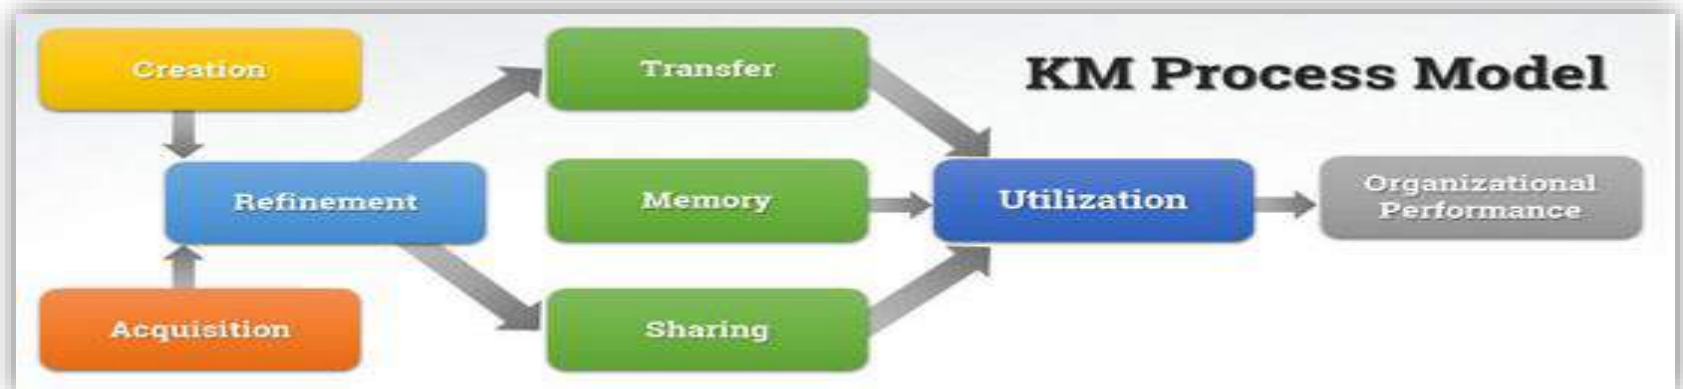 Creation
Transfer
KM Process Model
Refinement
Memory
Utilization
Organizational
Performance
Acquisition
Sharing